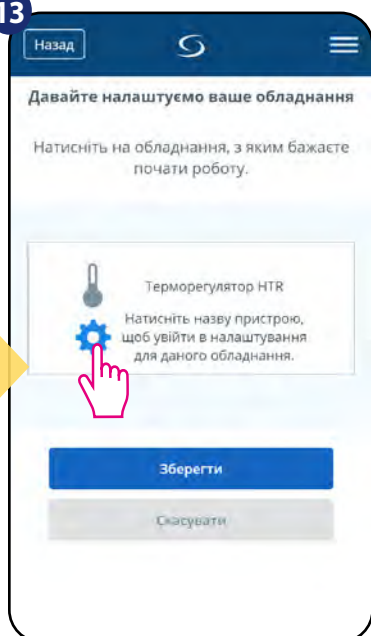 13
Назад
Давайте налаштуємо ваше обладнання
Натисніть на обладнання, з яким бажаєте
почати роботу.
Терморегулятор HTR
Натисніть назву пристрою,
щоб увійти в налаштування
для даного обладнання.
Зберегти
Скасувати